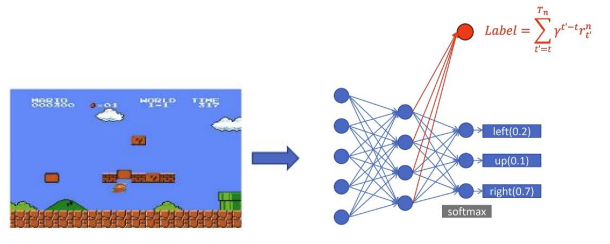 Label = \sum_{t'=t}^{T_n} γ^{t'-t} r_{t'}^n
MARIO WORLD TIME
000300 ×01 1-1 317
left(0.2)
up(0.1)
right(0.7)
softmax